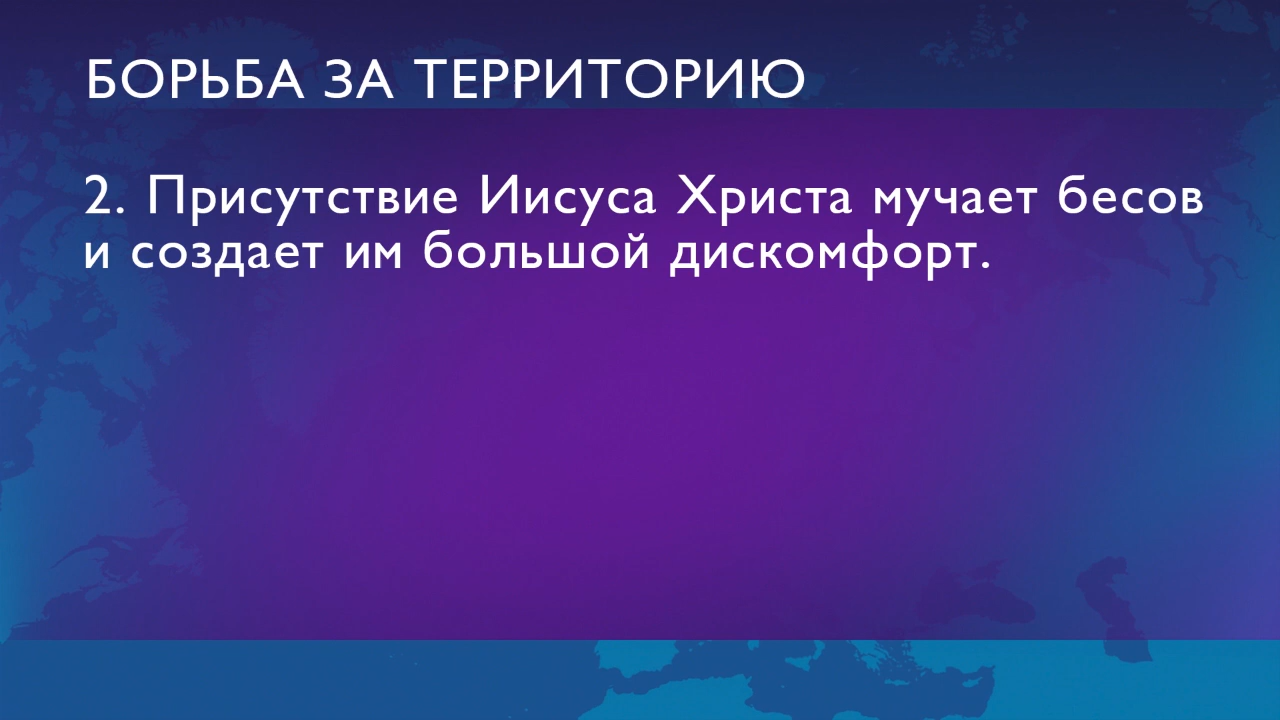 БОРЬБА ЗА ТЕРРИТОРИЮ
2. Присутствие Иисуса Христа мучает бесов
и создает им большой дискомфорт.